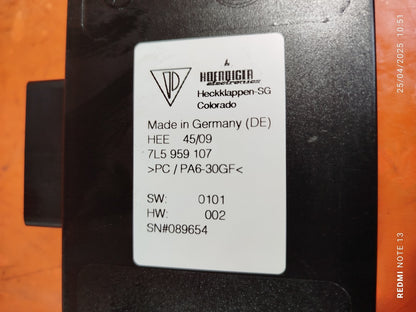 HOERBIGER
electronics
Heckklappen-SG
Colorado
Made in Germany (DE)
HEE 45/09
7L5 959 107
>PC / PA6-30GF<
SW: 0101
HW: 002
SN#089654
REDMI NOTE 13
25/04/2025 10:51